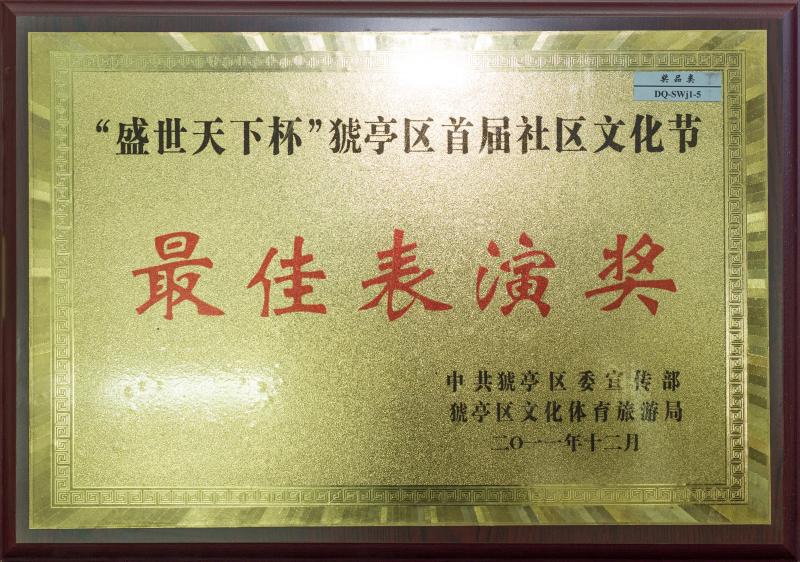 奖品类
DQ-SWj1-5
“盛世天下杯”猇亭区首届社区文化节
最佳表演奖
中共猇亭区委宣传部
猇亭区文化体育旅游局
二〇一一年十二月